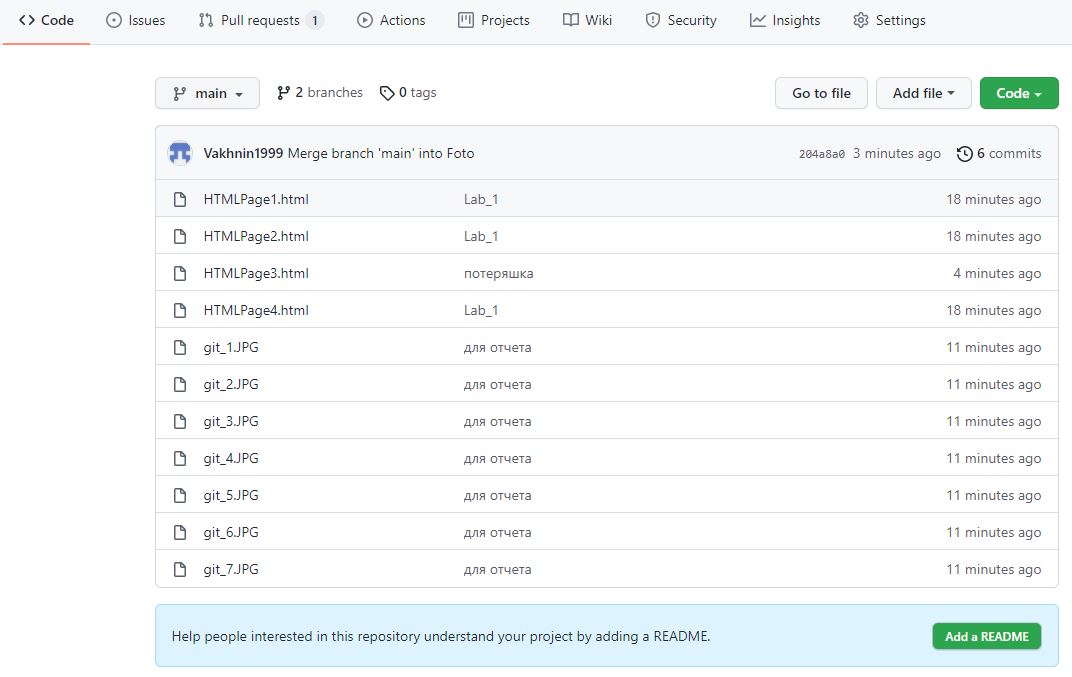 Code Issues Pull requests 1 Actions Projects Wiki Security Insights Settings
main 2 branches 0 tags Go to file Add file Code
Vakhnin1999 Merge branch 'main' into Foto 204a8a0 3 minutes ago 6 commits
HTMLPage1.html Lab_1 18 minutes ago
HTMLPage2.html Lab_1 18 minutes ago
HTMLPage3.html потеряшка 4 minutes ago
HTMLPage4.html Lab_1 18 minutes ago
git_1.JPG для отчета 11 minutes ago
git_2.JPG для отчета 11 minutes ago
git_3.JPG для отчета 11 minutes ago
git_4.JPG для отчета 11 minutes ago
git_5.JPG для отчета 11 minutes ago
git_6.JPG для отчета 11 minutes ago
git_7.JPG для отчета 11 minutes ago
Help people interested in this repository understand your project by adding a README. Add a README